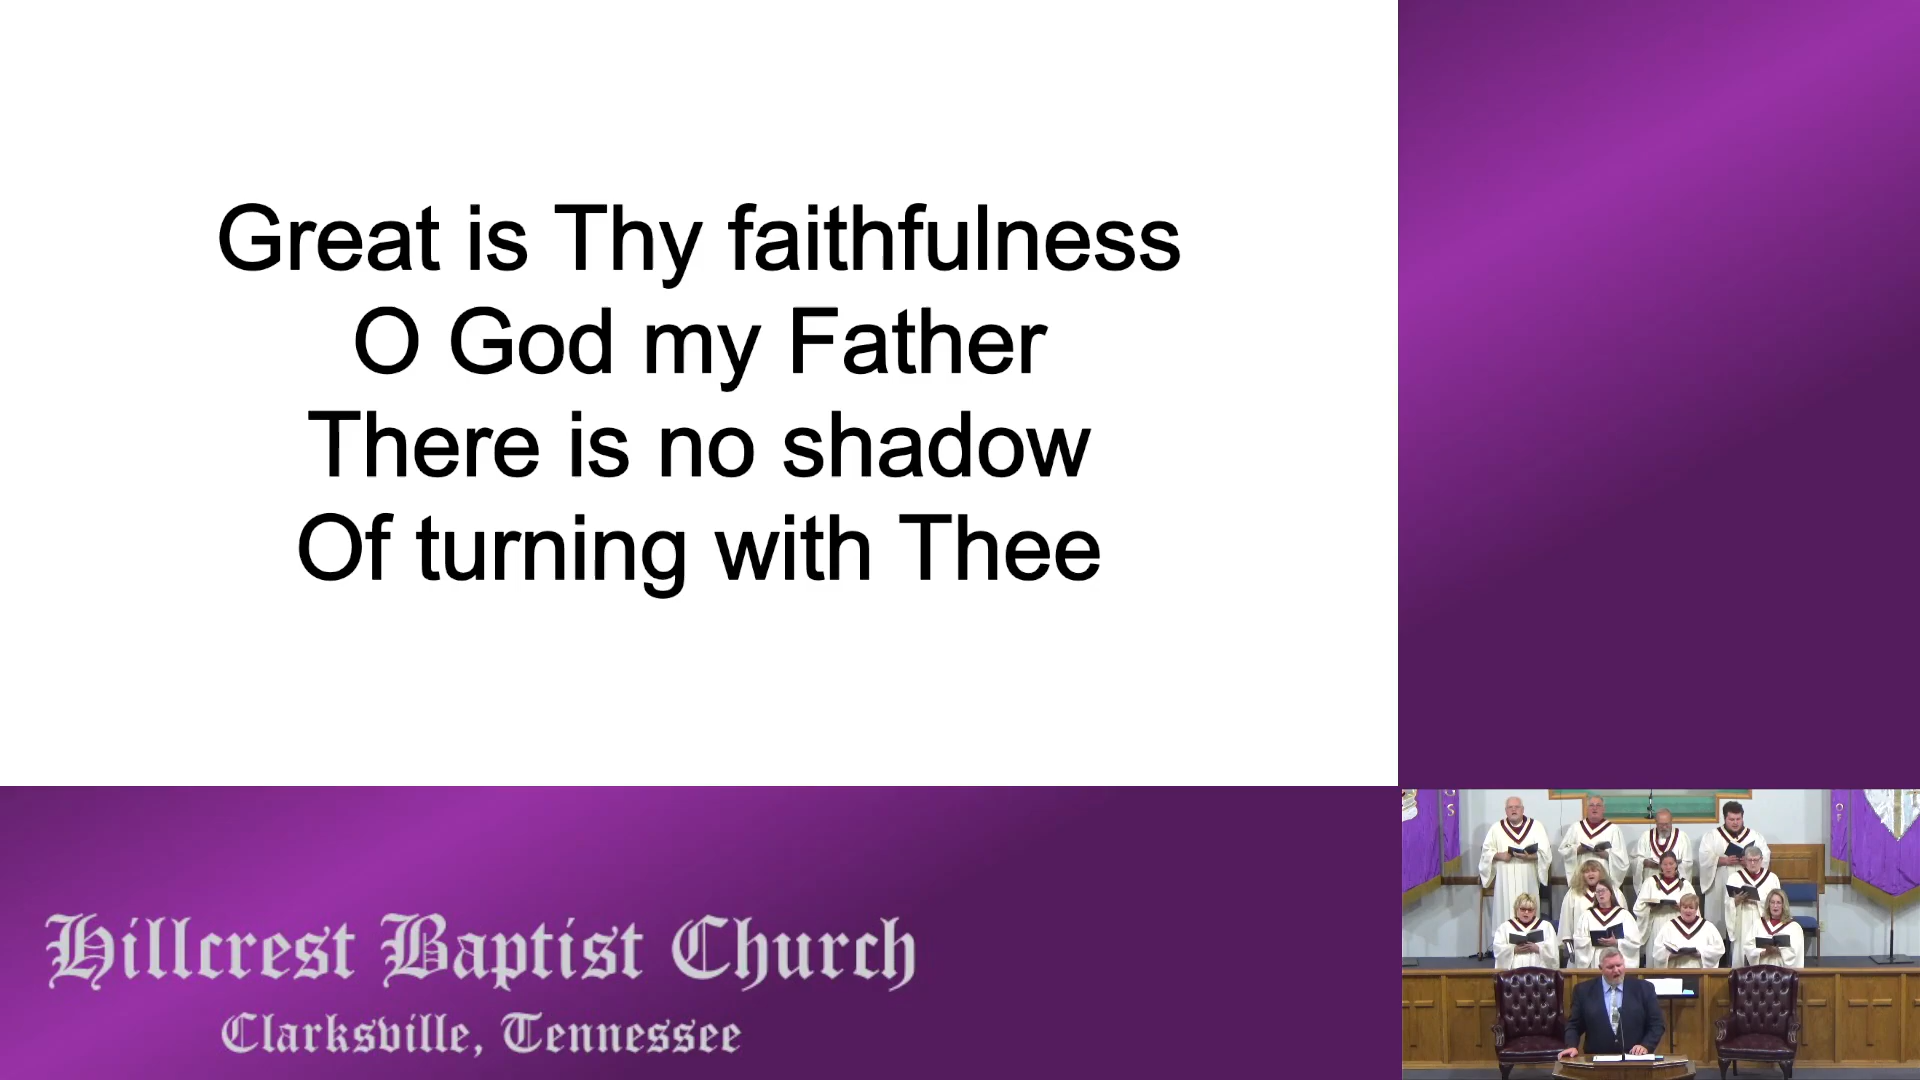 Great is Thy faithfulness
O God my Father
There is no shadow
Of turning with Thee
Hillcrest Baptist Church
Clarksville, Tennessee